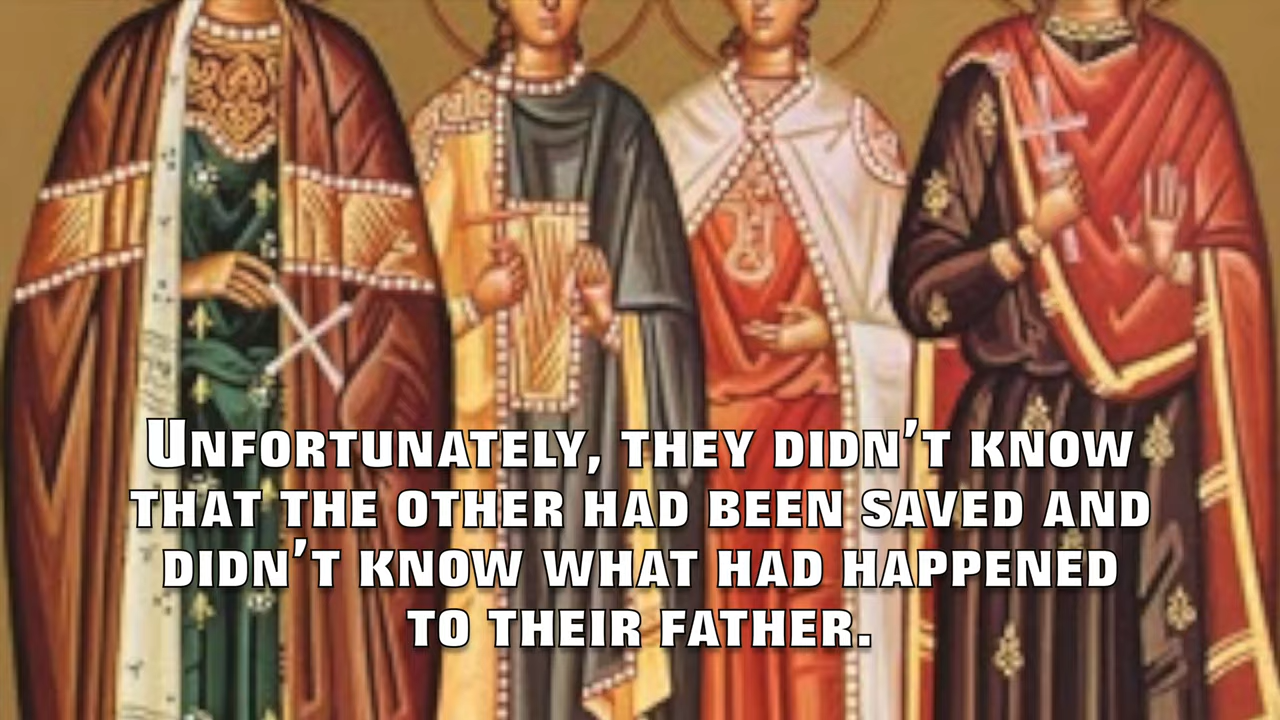 Unfortunately, they didn't know
that the other had been saved and
didn't know what had happened
to their father.